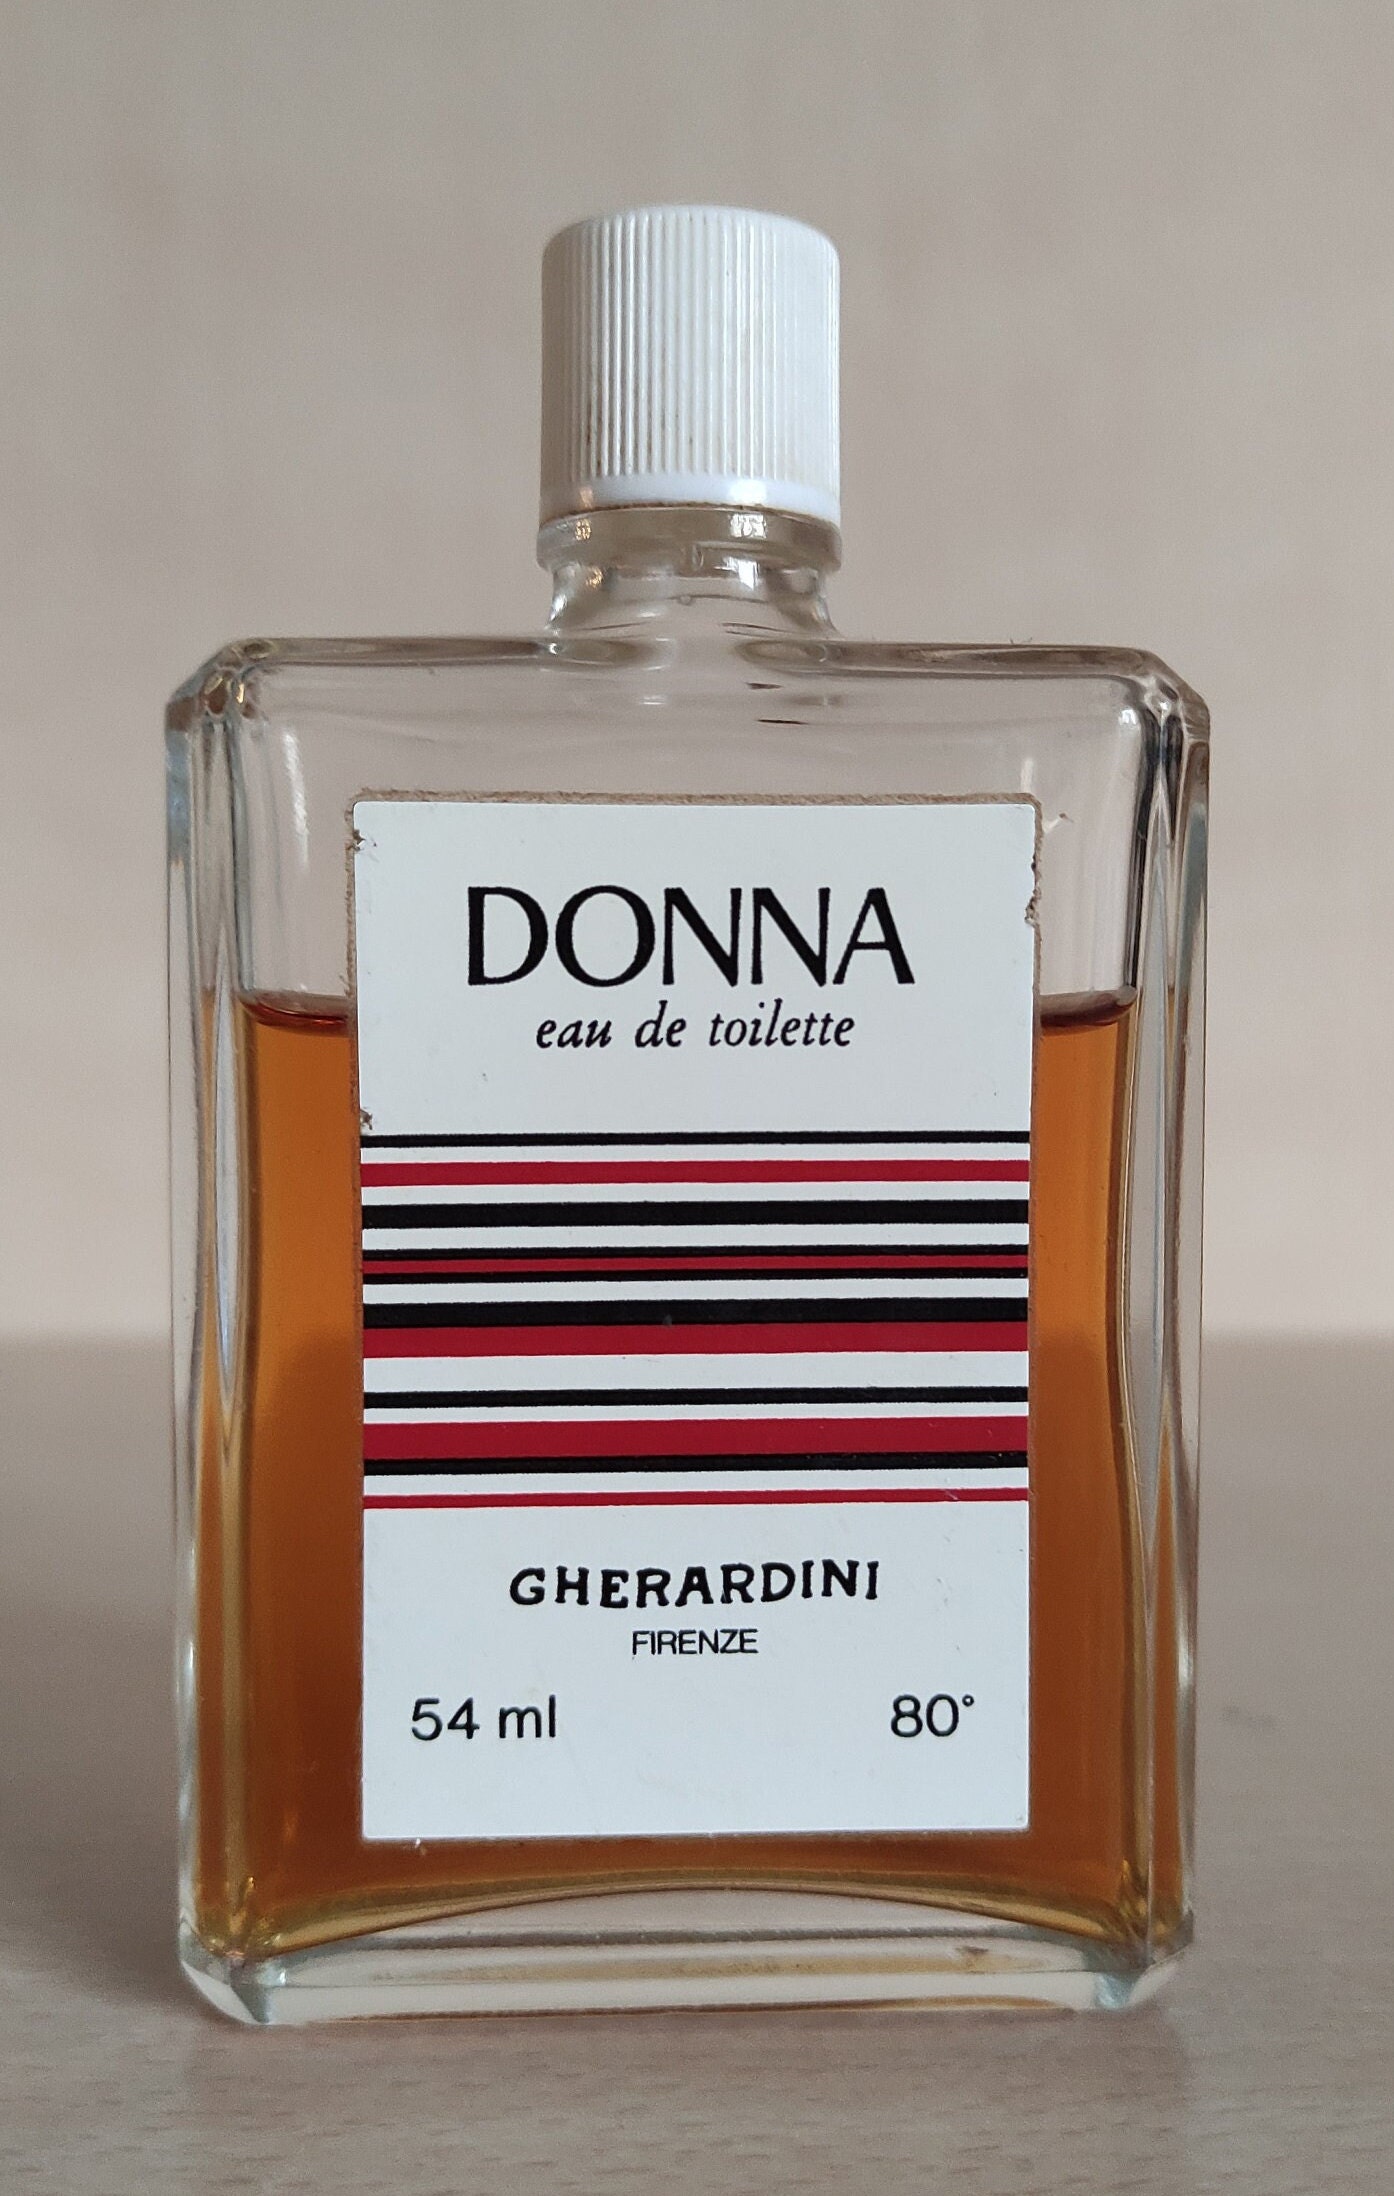 DONNA
eau de toilette
GHERARDINI
FIRENZE
54 ml 80°